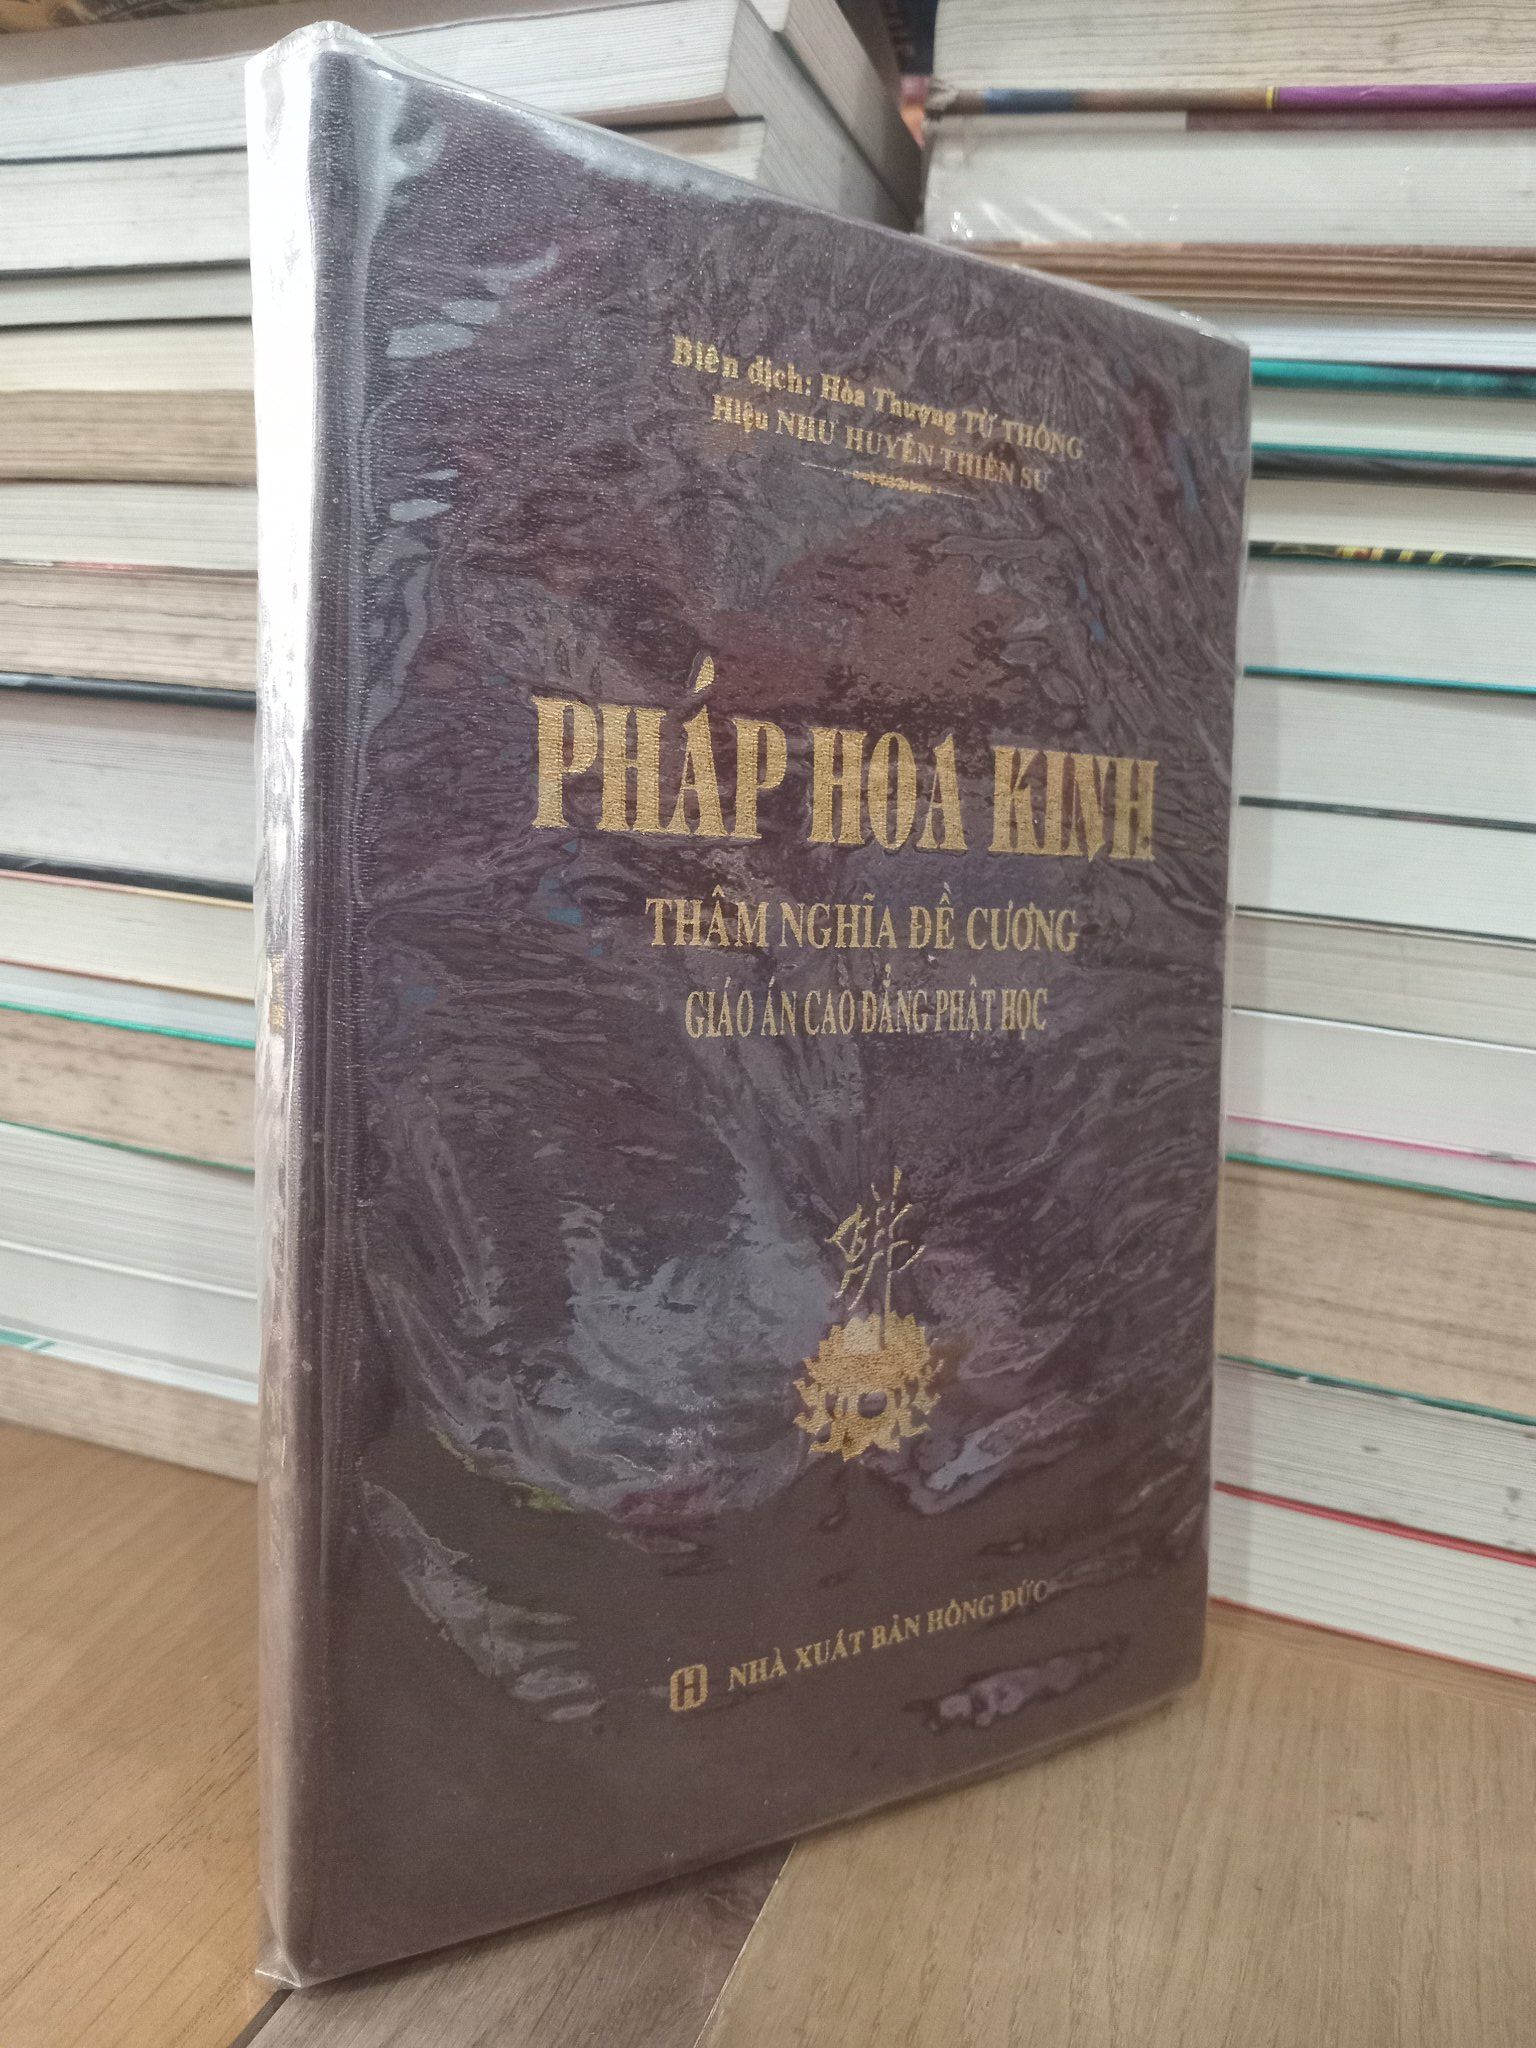 Biên dịch: Hòa Thượng TỪ THÔNG
Hiệu NHƯ HUYỄN THIỀN SƯ
PHÁP HOA KINH
THÂM NGHĨA ĐỀ CƯƠNG
GIÁO ÁN CAO ĐẲNG PHẬT HỌC
NHÀ XUẤT BẢN HỒNG ĐỨC